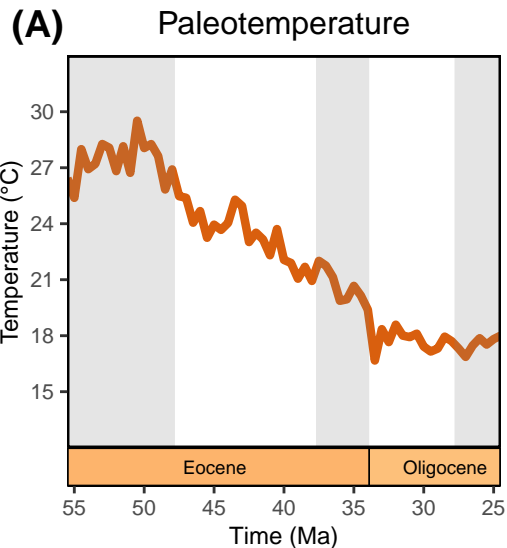 (A) Paleotemperature
Temperature (°C)
30
27
24
21
18
15
Eocene Oligocene
55 50 45 40 35 30 25
Time (Ma)